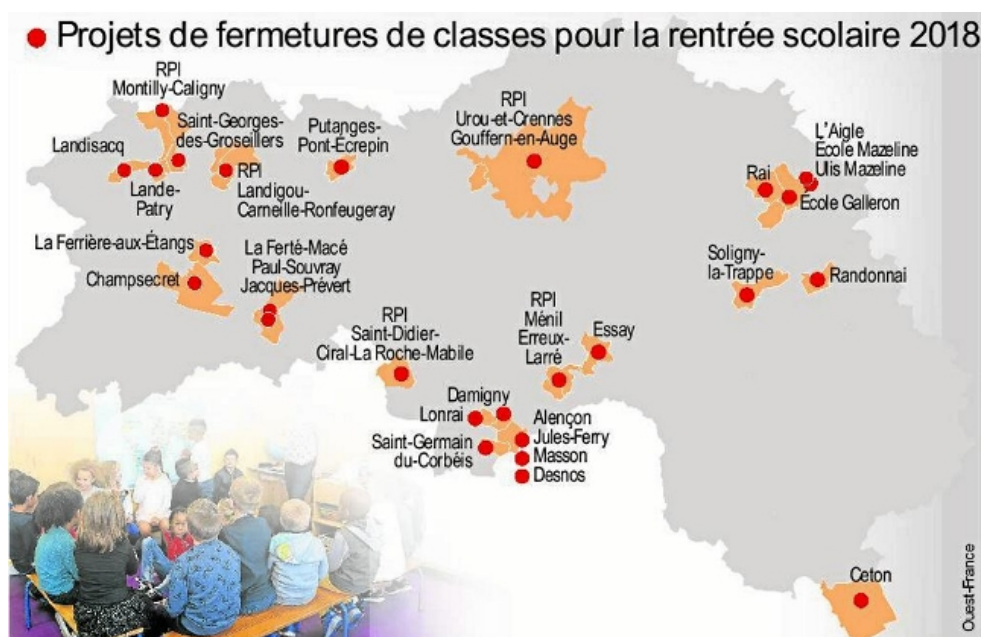 Projets de fermetures de classes pour la rentrée scolaire 2018
RPI
Montilly-Caligny
Saint-Georges-
des-Groseillers
Landisacq
Lande-
Patry
RPI
Landigou-
Carneille-Ronfeugeray
Putanges-
Pont-Ecrepin
RPI
Urou-et-Crennes
Gouffern-en-Auge
L'Aigle
Ecole Mazeline
Ulis Mazeline
Rai
École Galleron
La Ferrière-aux-Étangs
Champsecret
La Ferté-Macé
Paul-Souvray
Jacques-Prévert
Soligny-
la-Trappe
Randonnai
RPI
Saint-Didier-
Ciral-La Roche-Mabile
RPI
Ménil
Erreux-
Larré
Essay
Damigny
Lonrai
Saint-Germain
du-Corbéis
Alençon
Jules-Ferry
Masson
Desnos
Ceton
Ouest-France